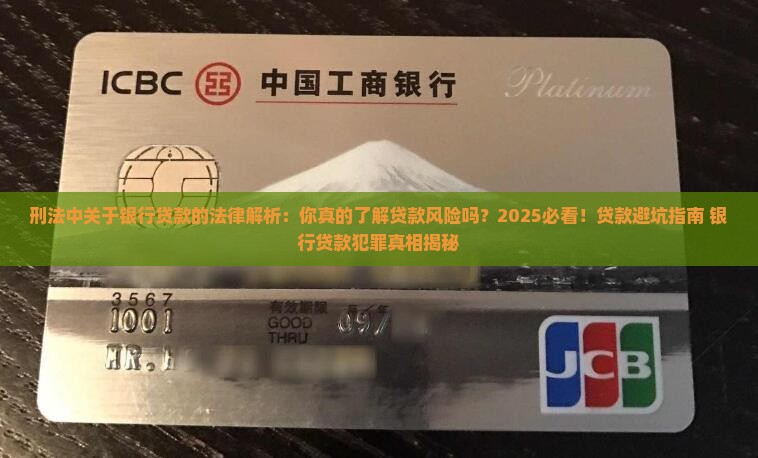 ICBC 中国工商银行 Platinum
刑法中关于银行贷款的法律解析：你真的了解贷款风险吗？2025必看！贷款避坑指南 银
行贷款犯罪真相揭秘
3567
1001
有效期限 月/年
GOOD
THRU
09/
MR.
JCB